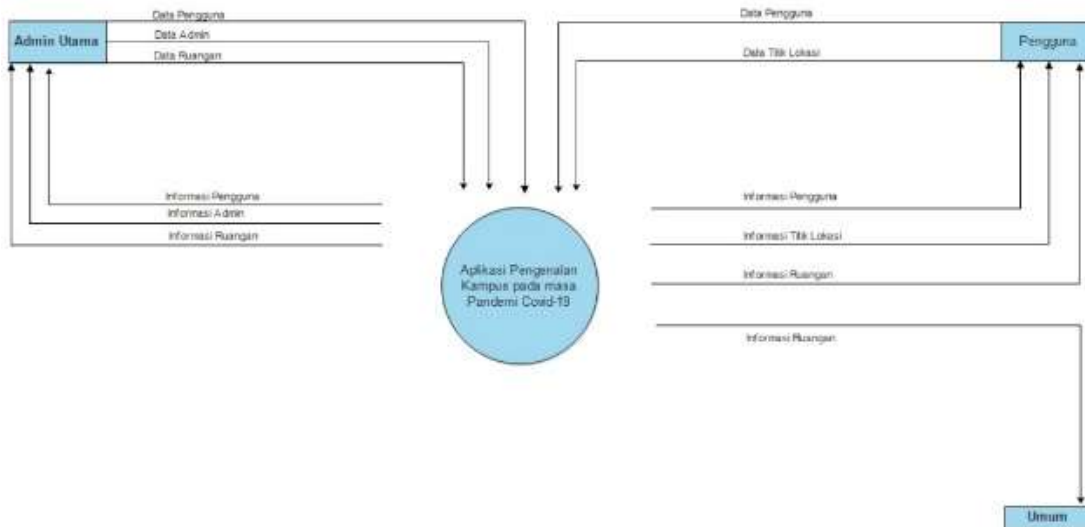 Data Pengguna
Admin Utama
Data Admin
Data Ruangan
Data Pengguna
Pengguna
Data Titik Lokasi
Informasi Pengguna
Informasi Admin
Informasi Ruangan
Informasi Pengguna
Informasi Titik Lokasi
Informasi Ruangan
Informasi Ruangan
Aplikasi Pengenalan
Kampus pada masa
Pandemi Covid-19
Umum